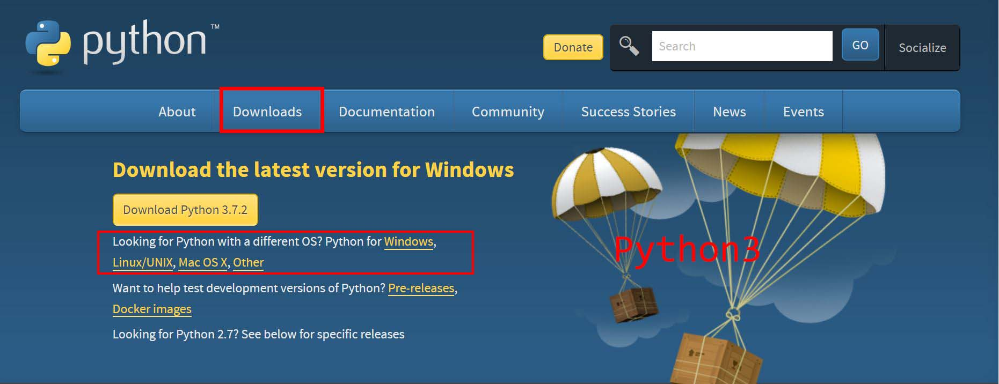 python ™
Donate
Search
GO
Socialize
About
Downloads
Documentation
Community
Success Stories
News
Events
Download the latest version for Windows
Download Python 3.7.2
Looking for Python with a different OS? Python for Windows,
Linux/UNIX, Mac OS X, Other
Want to help test development versions of Python? Pre-releases,
Docker images
Looking for Python 2.7? See below for specific releases
Python3